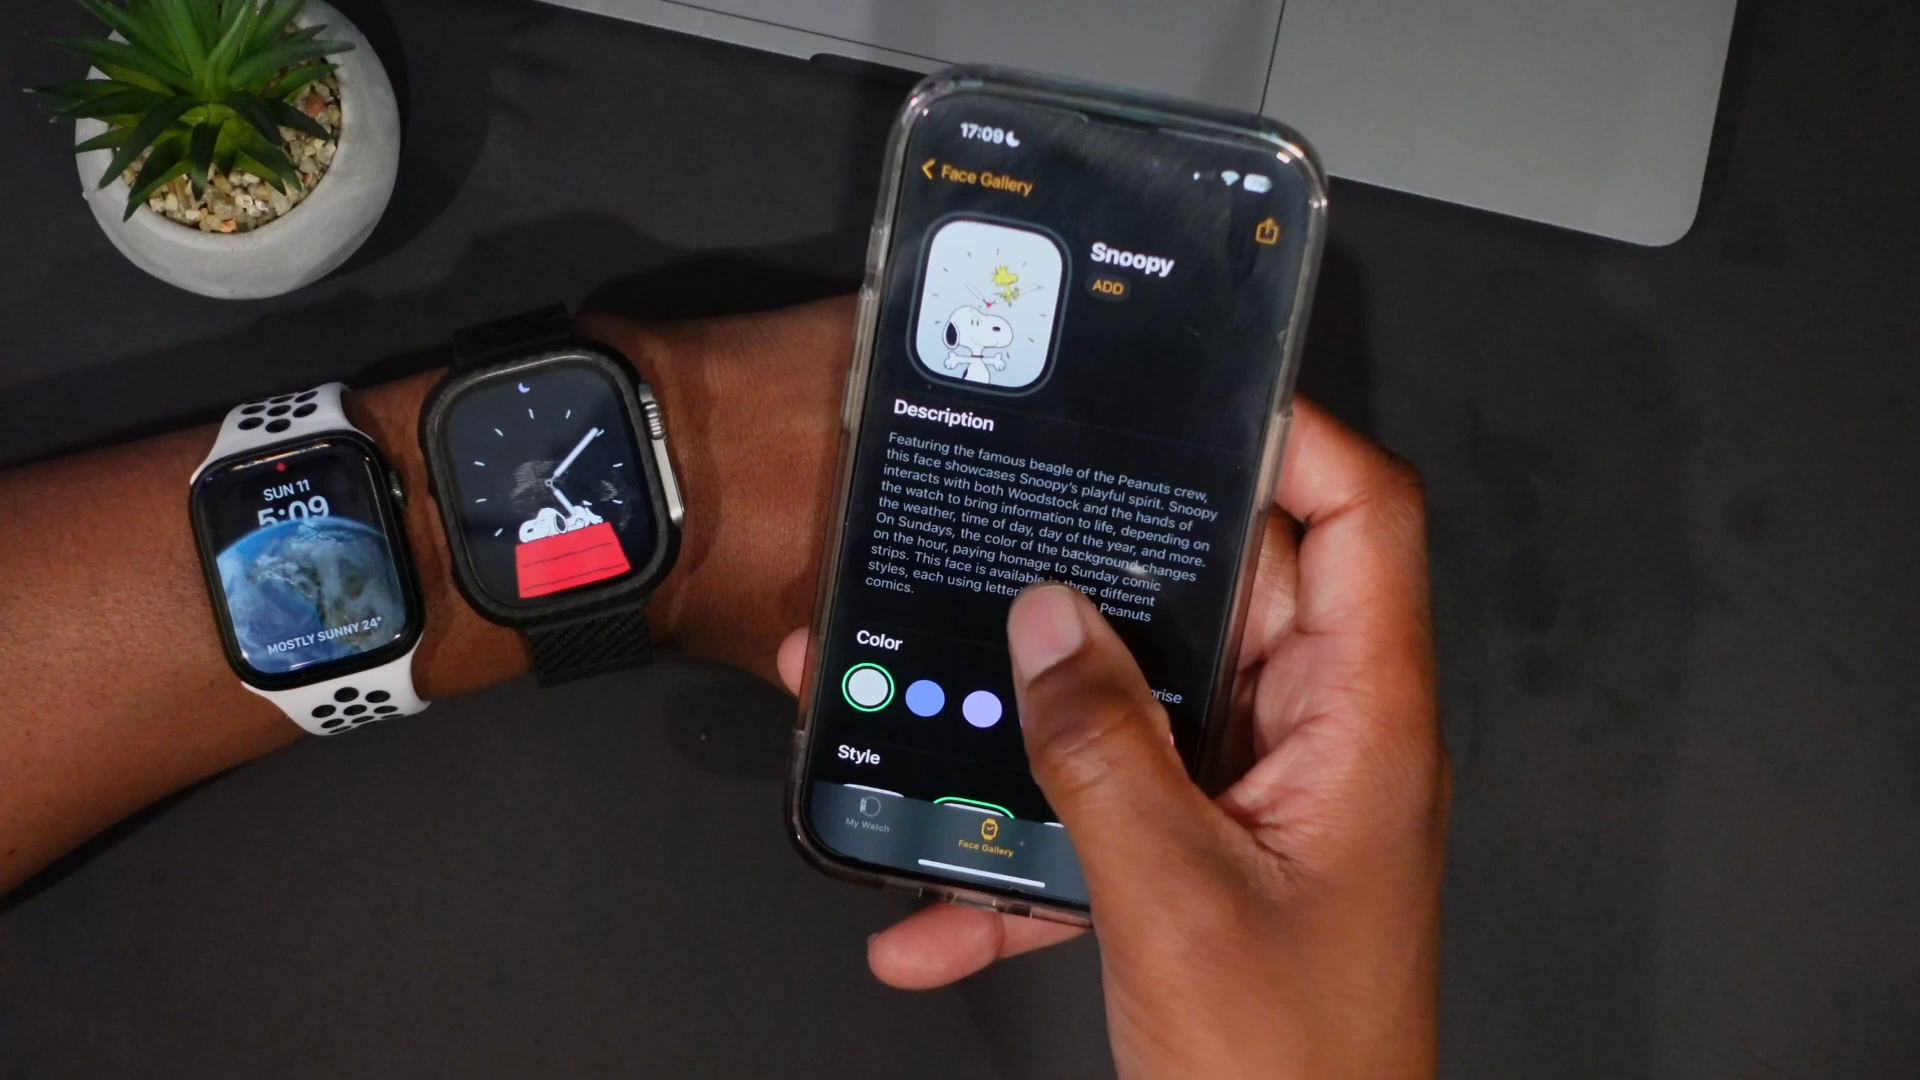 17:09
Face Gallery
Snoopy
ADD
Description
Featuring the famous beagle of the Peanuts crew,
this face showcases Snoopy's playful spirit. Snoopy
interacts with both Woodstock and the hands of
the watch to bring information to life, depending on
the weather, time of day, day of the year, and more.
On Sundays, the color of the background changes
on the hour, paying homage to Sunday comic
strips. This face is available in three different
styles, each using Peanuts
comics.
Color
Style
My Watch
Face Gallery
SUN 11
5:09
MOSTLY SUNNY 24°